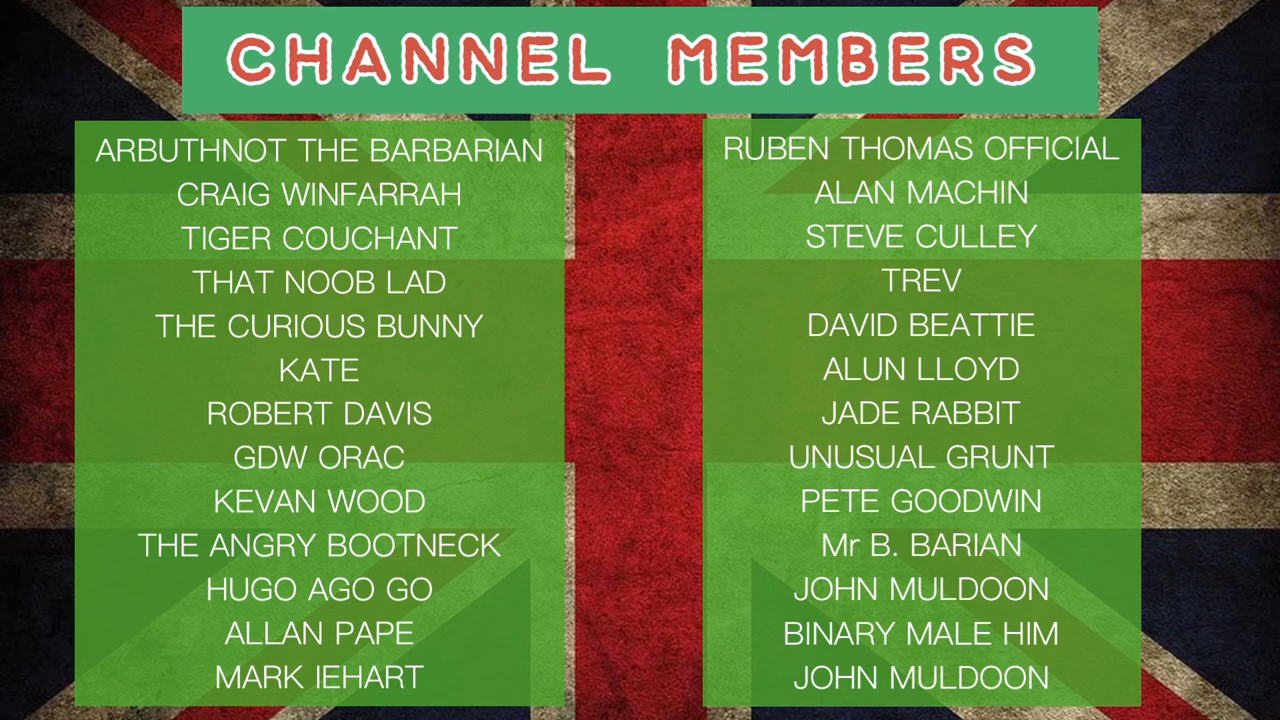 CHANNEL MEMBERS
ARBUTHNOT THE BARBARIAN
CRAIG WINFARRAH
TIGER COUCHANT
THAT NOOB LAD
THE CURIOUS BUNNY
KATE
ROBERT DAVIS
GDW ORAC
KEVAN WOOD
THE ANGRY BOOTNECK
HUGO AGO GO
ALLAN PAPE
MARK IEHART
RUBEN THOMAS OFFICIAL
ALAN MACHIN
STEVE CULLEY
TREV
DAVID BEATTIE
ALUN LLOYD
JADE RABBIT
UNUSUAL GRUNT
PETE GOODWIN
Mr B. BARIAN
JOHN MULDOON
BINARY MALE HIM
JOHN MULDOON